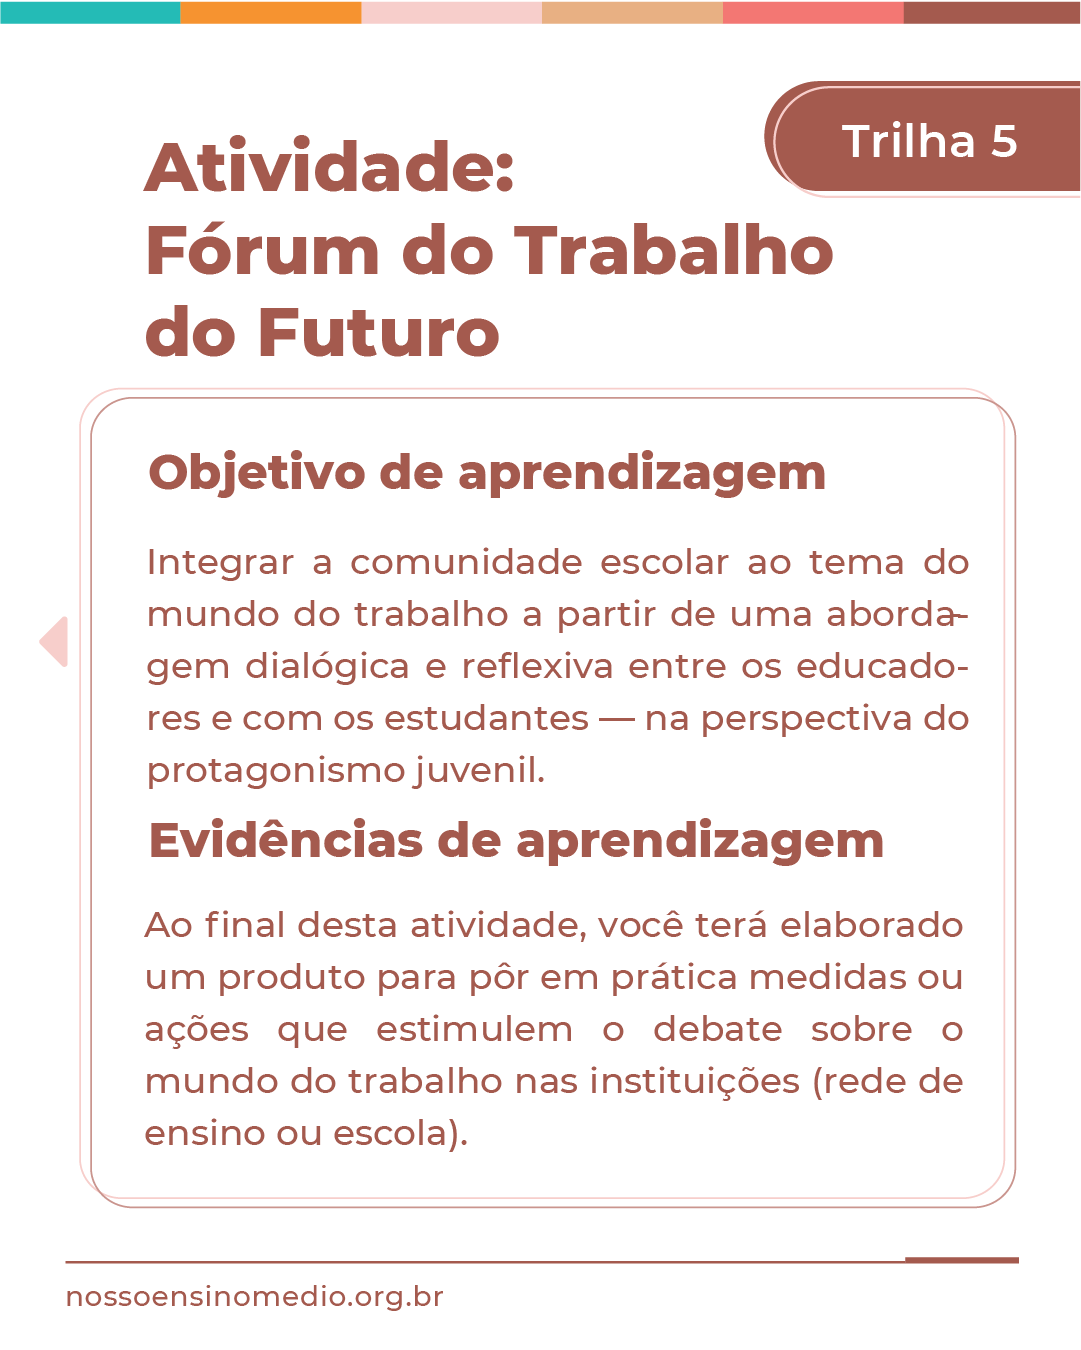 Trilha 5
Atividade:
Fórum do Trabalho
do Futuro
Objetivo de aprendizagem
Integrar a comunidade escolar ao tema do
mundo do trabalho a partir de uma aborda-
gem dialógica e reflexiva entre os educado-
res e com os estudantes — na perspectiva do
protagonismo juvenil.
Evidências de aprendizagem
Ao final desta atividade, você terá elaborado
um produto para pôr em prática medidas ou
ações que estimulem o debate sobre o
mundo do trabalho nas instituições (rede de
ensino ou escola).
nossoensinomedio.org.br